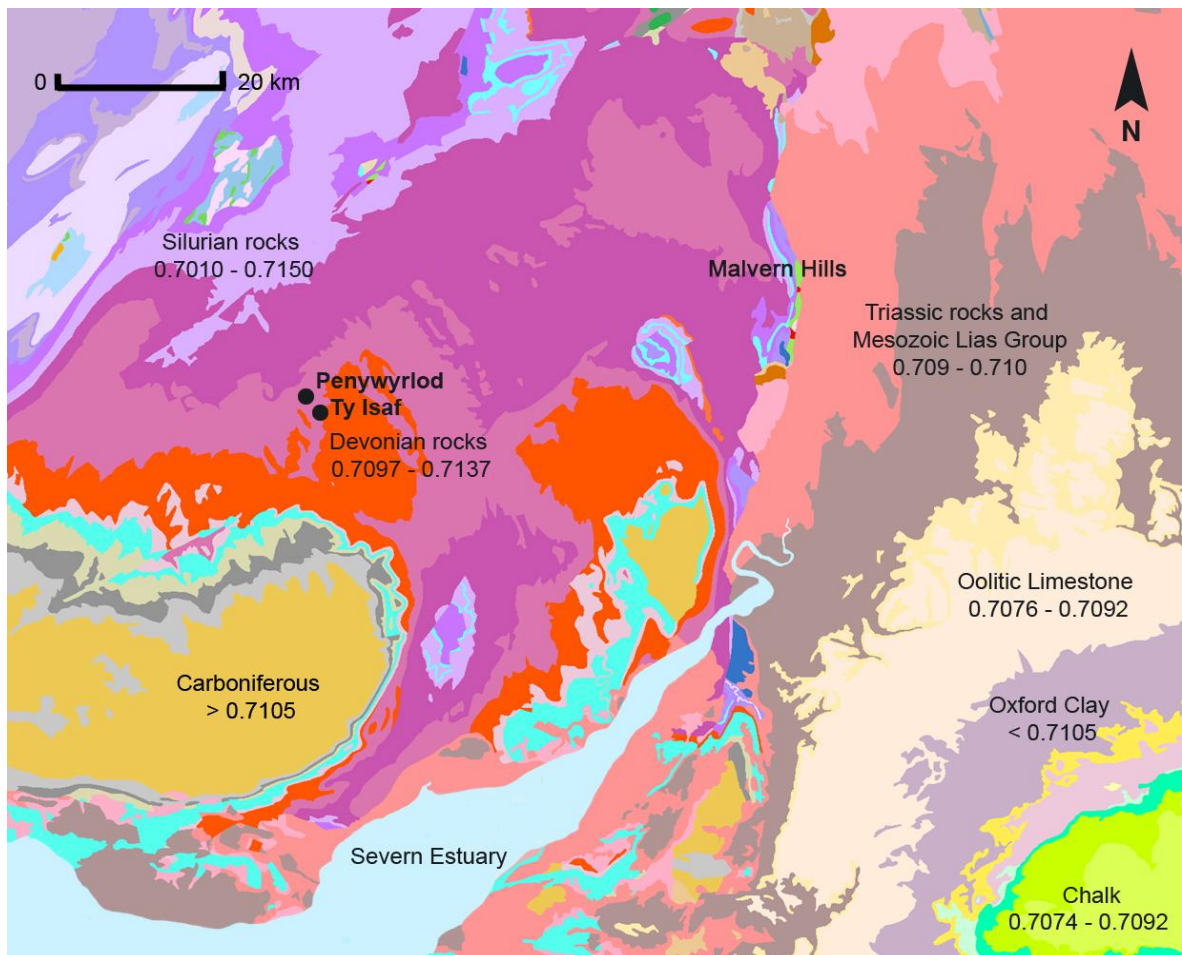 0 20 km
N
Silurian rocks
0.7010 - 0.7150
Malvern Hills
Triassic rocks and
Mesozoic Lias Group
0.709 - 0.710
Penywyrlod
Ty Isaf
Devonian rocks
0.7097 - 0.7137
Oolitic Limestone
0.7076 - 0.7092
Carboniferous
> 0.7105
Oxford Clay
< 0.7105
Severn Estuary
Chalk
0.7074 - 0.7092